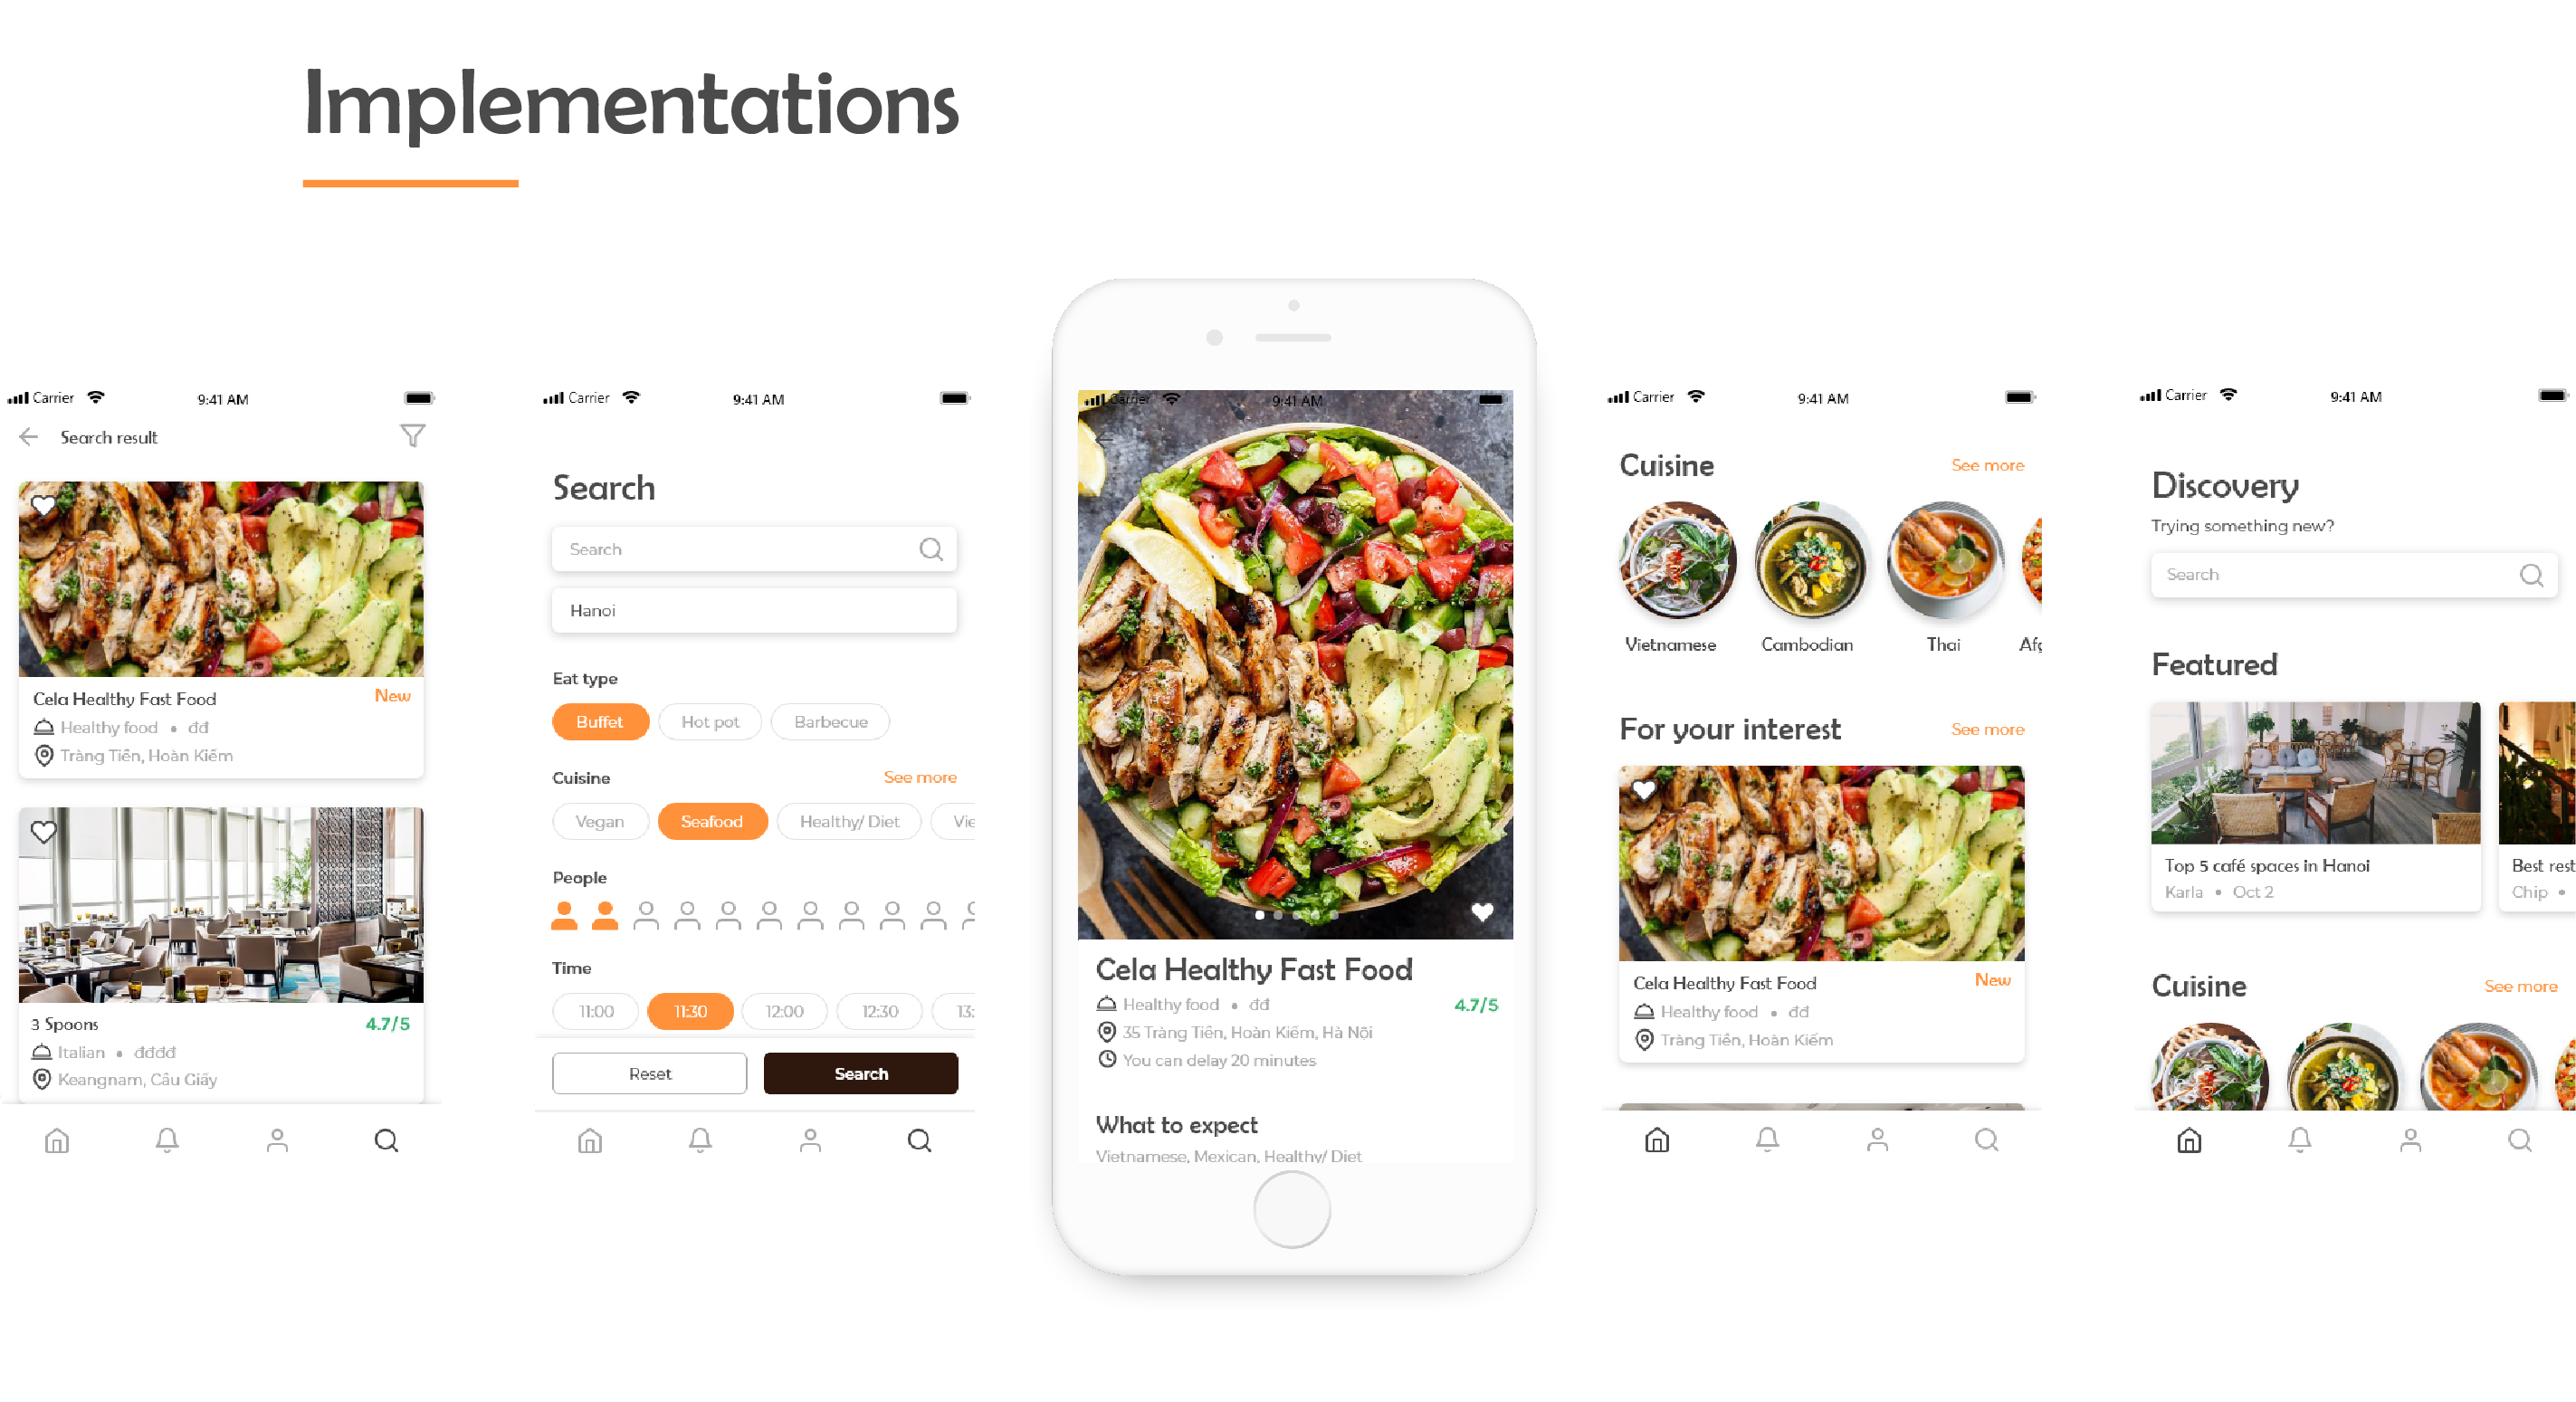 Implementations
Carrier 9:41 AM
Search result
Cela Healthy Fast Food New
Healthy food • đđ
Tràng Tiền, Hoàn Kiếm
3 Spoons 4.7/5
Italian • đđđđ
Keangnam, Cầu Giấy
Carrier 9:41 AM
Search
Search
Hanoi
Eat type
Buffet Hot pot Barbecue
Cuisine See more
Vegan Seafood Healthy/ Diet Vie
People
Time
11:00 11:30 12:00 12:30 13:
Reset Search
Carrier 9:41 AM
Cela Healthy Fast Food
Healthy food • đđ 4.7/5
35 Tràng Tiền, Hoàn Kiếm, Hà Nội
You can delay 20 minutes
What to expect
Vietnamese, Mexican, Healthy/ Diet
Carrier 9:41 AM
Cuisine See more
Vietnamese Cambodian Thai Afg
For your interest See more
Cela Healthy Fast Food New
Healthy food • đđ
Tràng Tiền, Hoàn Kiếm
Carrier 9:41 AM
Discovery
Trying something new?
Search
Featured
Top 5 café spaces in Hanoi
Karla • Oct 2
Best rest
Chip •
Cuisine See more